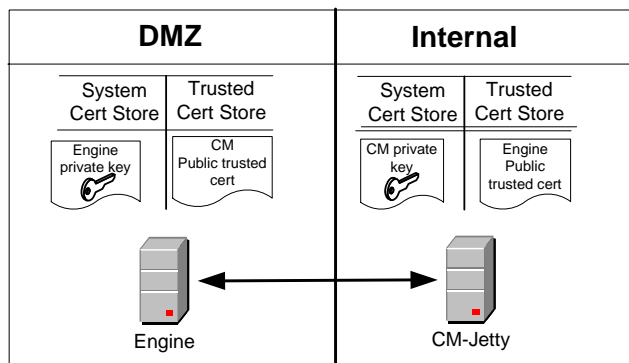 DMZ
Internal
System
Cert Store
Trusted
Cert Store
System
Cert Store
Trusted
Cert Store
Engine
private key
CM
Public trusted
cert
CM private
key
Engine
Public
trusted cert
Engine
CM-Jetty